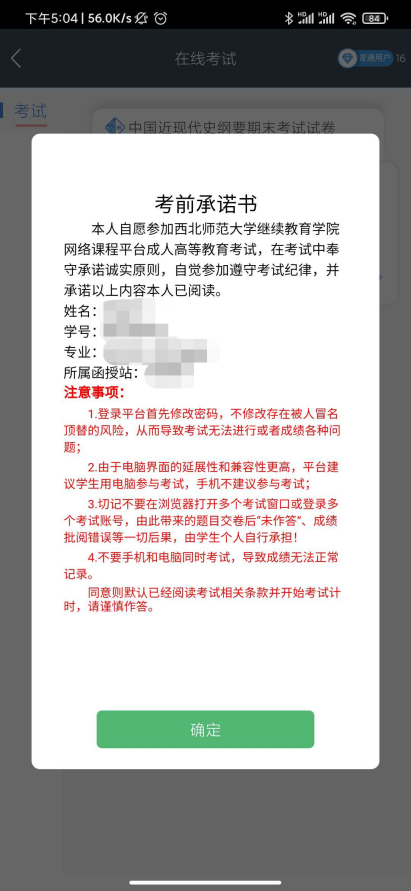 下午5:04 | 56.0K/s
HD HD 84
在线考试
普通用户 16
考试
中国近现代史纲要期末考试试卷
考前承诺书
本人自愿参加西北师范大学继续教育学院
网络课程平台成人高等教育考试，在考试中奉
守承诺诚实原则，自觉参加遵守考试纪律，并
承诺以上内容本人已阅读。
姓名：
学号：
专业：
所属函授站：
注意事项：
1.登录平台首先修改密码，不修改存在被人冒名
顶替的风险，从而导致考试无法进行或者成绩各种问
题；
2.由于电脑界面的延展性和兼容性更高，平台建
议学生用电脑参与考试，手机不建议参与考试；
3.切记不要在浏览器打开多个考试窗口或登录多
个考试账号，由此带来的题目交卷后“未作答”、成绩
批阅错误等一切后果，由学生个人自行承担！
4.不要手机和电脑同时考试，导致成绩无法正常
记录。
同意则默认已经阅读考试相关条款并开始考试计
时，请谨慎作答。
确定